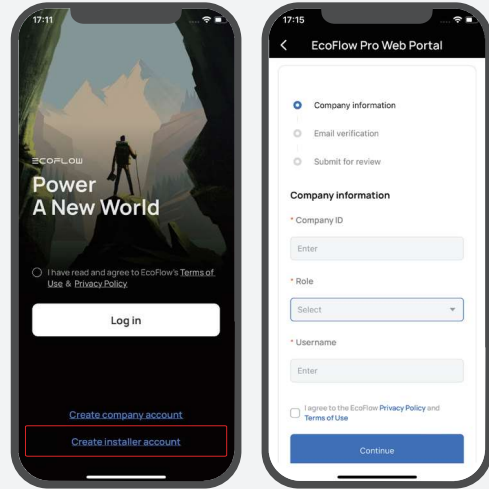 17:11
ECOFLOW
Power
A New World
I have read and agree to EcoFlow's Terms of
Use & Privacy Policy
Log in
Create company account
Create installer account
17:15
EcoFlow Pro Web Portal
Company information
Email verification
Submit for review
Company information
* Company ID
Enter
* Role
Select
* Username
Enter
I agree to the EcoFlow Privacy Policy and
Terms of Use
Continue